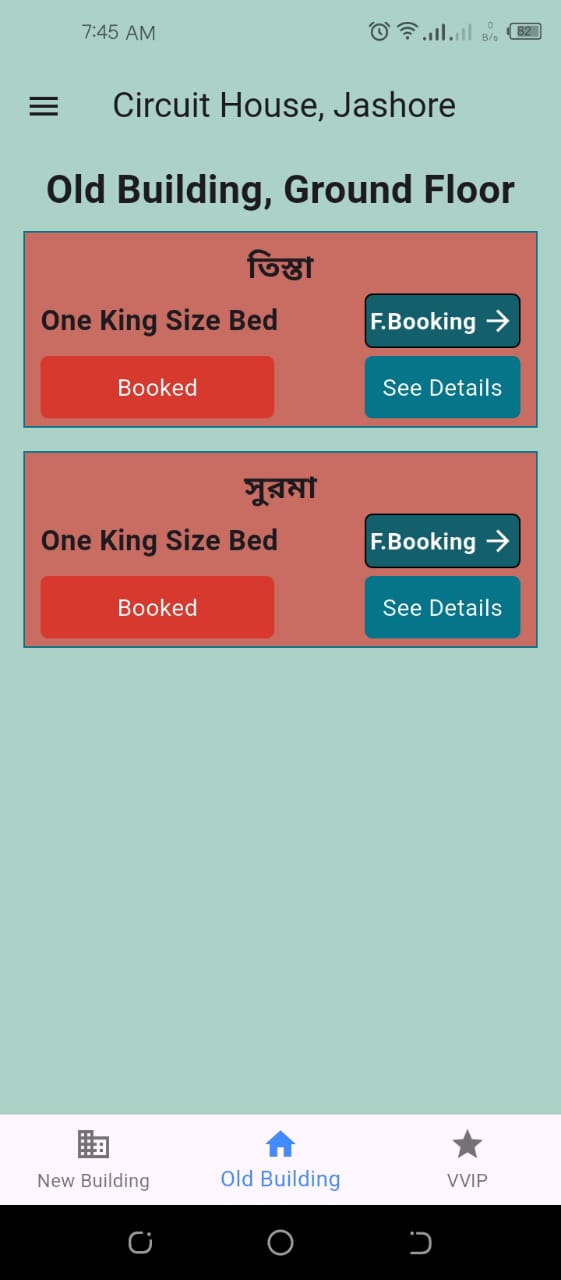 7:45 AM
0
B/s
82
Circuit House, Jashore
Old Building, Ground Floor
তিস্তা
One King Size Bed
F.Booking →
Booked
See Details
সুরমা
One King Size Bed
F.Booking →
Booked
See Details
New Building
Old Building
VVIP